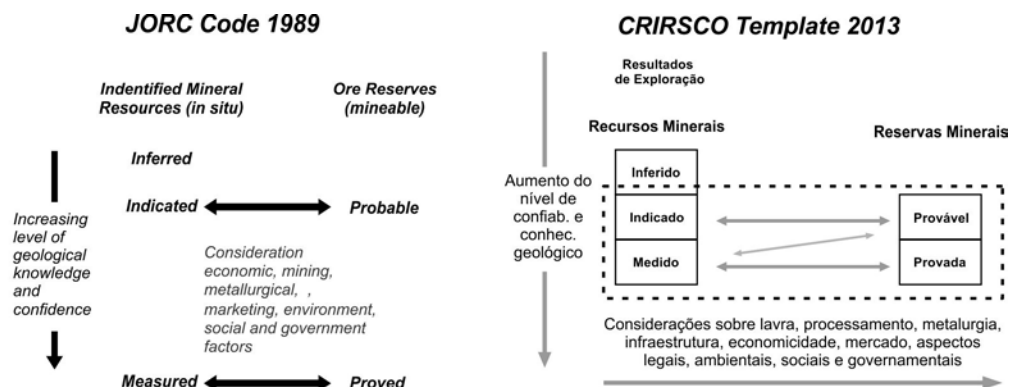 JORC Code 1989
Indentified Mineral
Resources (in situ)
Ore Reserves
(mineable)
Inferred
Indicated
Probable
Increasing
level of
geological
knowledge
and
confidence
Consideration
economic, mining,
metallurgical, ,
marketing, environment,
social and government
factors
Measured
Proved
CRIRSCO Template 2013
Resultados
de Exploração
Recursos Minerais
Reservas Minerais
Aumento do
nível de
confiab. e
conhec.
geológico
Inferido
Indicado
Provável
Medido
Provada
Considerações sobre lavra, processamento, metalurgia,
infraestrutura, economicidade, mercado, aspectos
legais, ambientais, sociais e governamentais